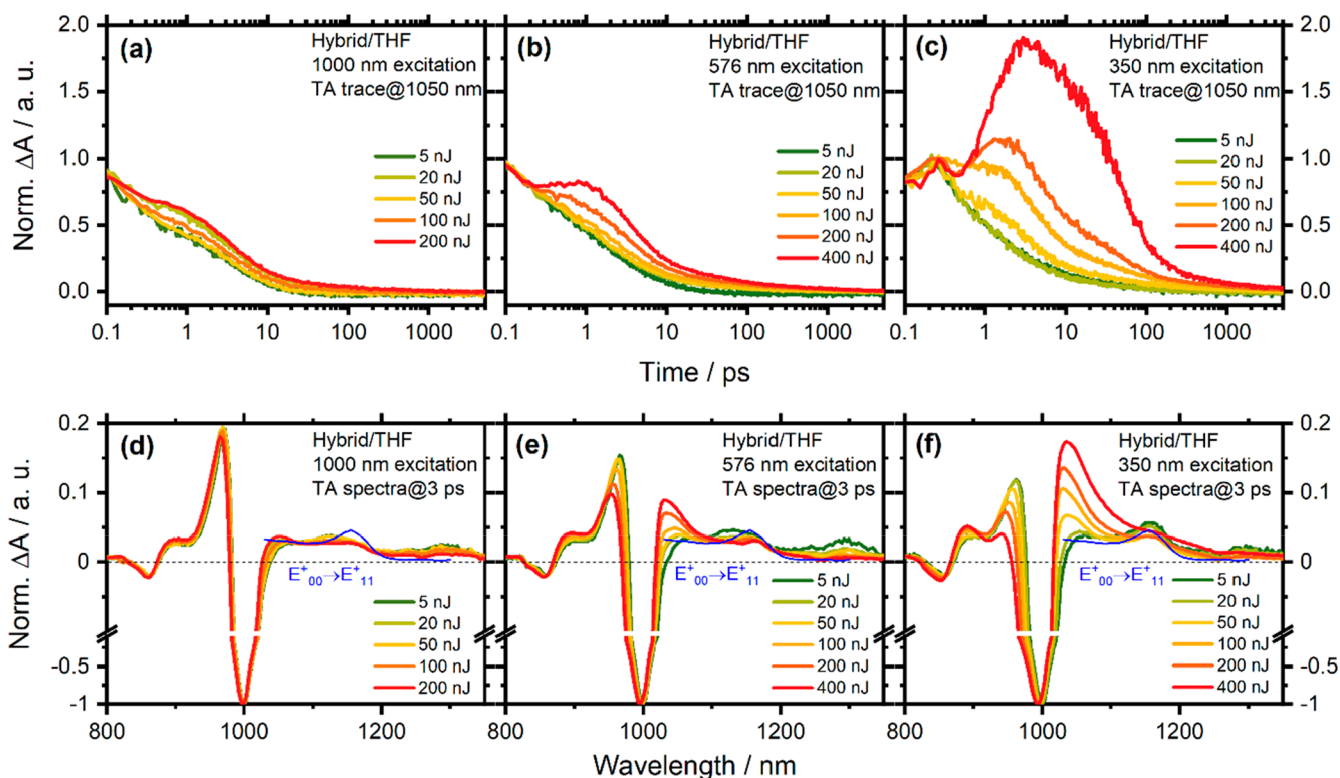 2.0
1.5
1.0
0.5
0.0
Norm. ΔA / a. u.
(a)
Hybrid/THF
1000 nm excitation
TA trace@1050 nm
5 nJ
20 nJ
50 nJ
100 nJ
200 nJ
0.1 1 10 100 1000
(b)
Hybrid/THF
576 nm excitation
TA trace@1050 nm
5 nJ
20 nJ
50 nJ
100 nJ
200 nJ
400 nJ
0.1 1 10 100 1000
(c)
Hybrid/THF
350 nm excitation
TA trace@1050 nm
5 nJ
20 nJ
50 nJ
100 nJ
200 nJ
400 nJ
0.1 1 10 100 1000
2.0
1.5
1.0
0.5
0.0
Time / ps
0.2
0.1
0
-0.5
-1
Norm. ΔA / a. u.
(d)
Hybrid/THF
1000 nm excitation
TA spectra@3 ps
E⁺₀₀→E⁺₁₁
5 nJ
20 nJ
50 nJ
100 nJ
200 nJ
800 1000 1200
(e)
Hybrid/THF
576 nm excitation
TA spectra@3 ps
E⁺₀₀→E⁺₁₁
5 nJ
20 nJ
50 nJ
100 nJ
200 nJ
400 nJ
800 1000 1200
(f)
Hybrid/THF
350 nm excitation
TA spectra@3 ps
E⁺₀₀→E⁺₁₁
5 nJ
20 nJ
50 nJ
100 nJ
200 nJ
400 nJ
800 1000 1200
0.2
0.1
0
-0.5
-1
Wavelength / nm